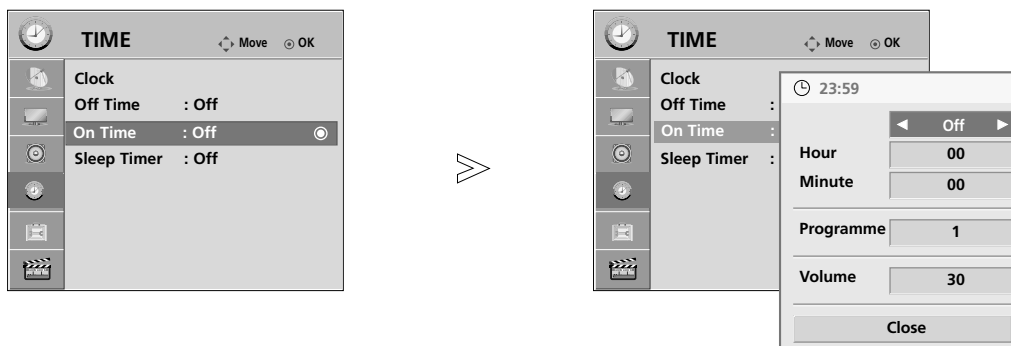 TIME Move OK
Clock
Off Time : Off
On Time : Off
Sleep Timer : Off
TIME Move OK
Clock
Off Time :
On Time :
Sleep Timer :
23:59
Off
Hour 00
Minute 00
Programme 1
Volume 30
Close